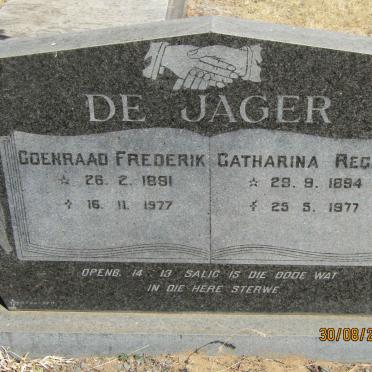 DE JAGER
COENRAAD FREDERIK
☆ 26. 2. 1891
✝ 16. 11. 1977
CATHARINA REG
☆ 29. 9. 1894
✝ 25. 5. 1977
OPENB. 14 : 13 SALIG IS DIE DODE WAT
IN DIE HERE STERWE.
30/08/2